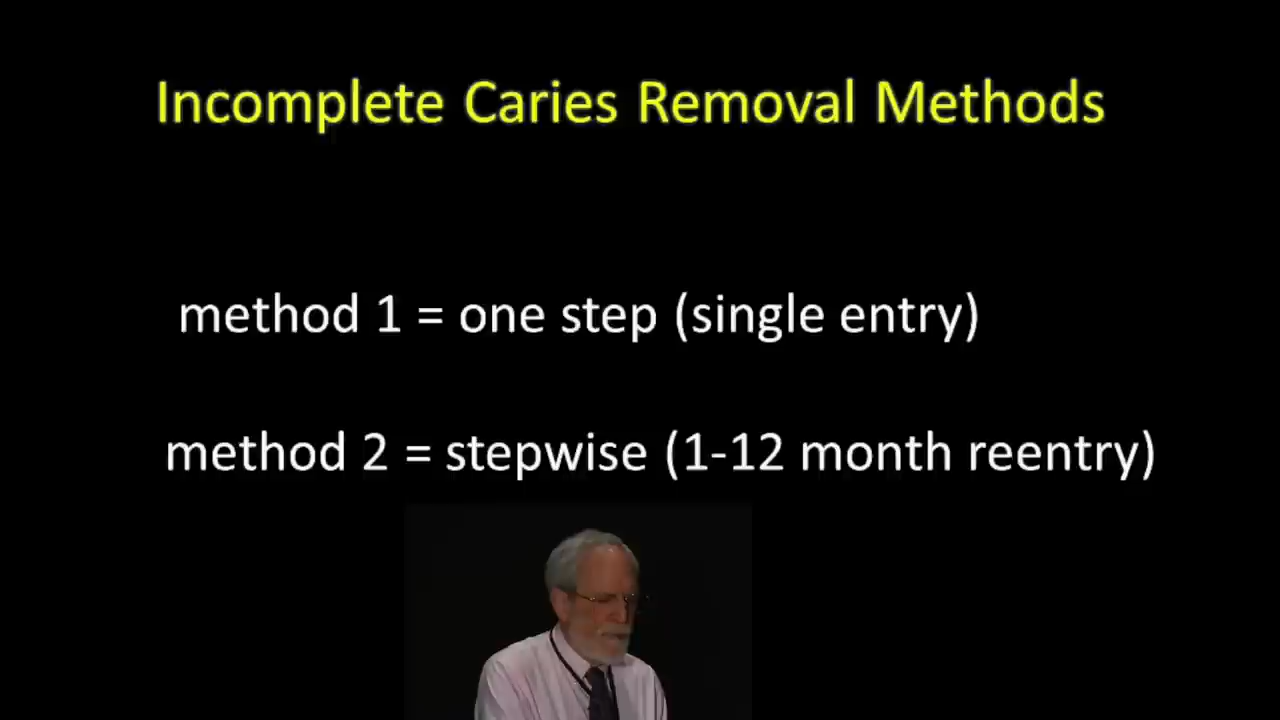 Incomplete Caries Removal Methods
method 1 = one step (single entry)
method 2 = stepwise (1-12 month reentry)